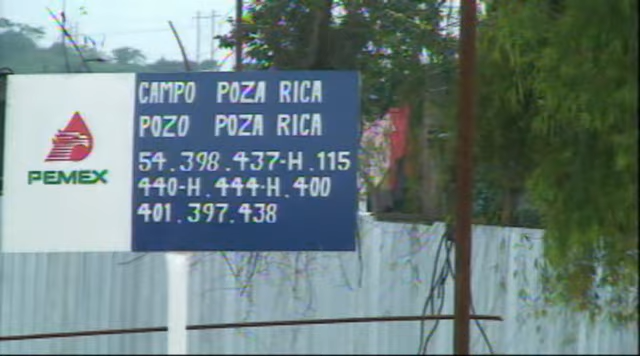 CAMPO POZA RICA
POZO POZA RICA
54.398.437-H.115
440-H.444-H.400
401.397.438
PEMEX